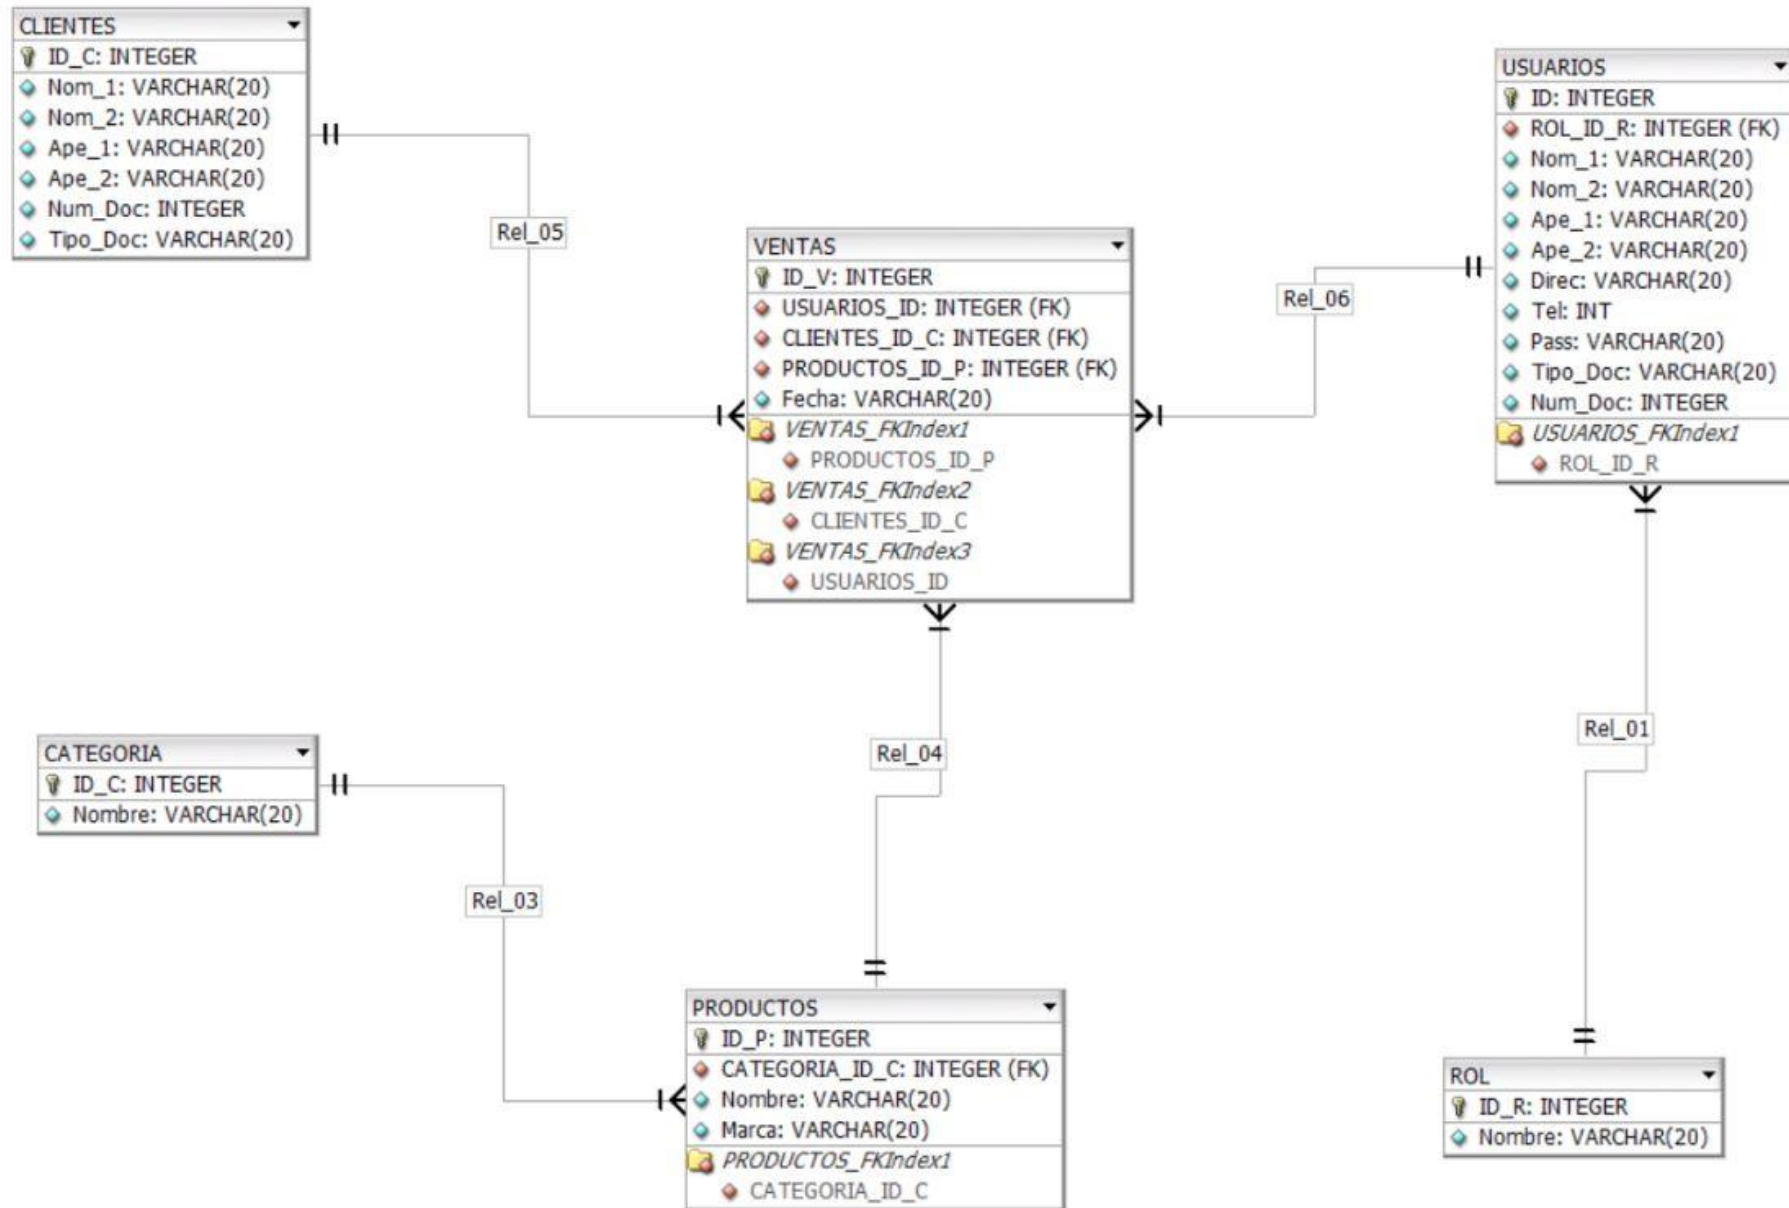 CLIENTES
ID_C: INTEGER
Nom_1: VARCHAR(20)
Nom_2: VARCHAR(20)
Ape_1: VARCHAR(20)
Ape_2: VARCHAR(20)
Num_Doc: INTEGER
Tipo_Doc: VARCHAR(20)
Rel_05
VENTAS
ID_V: INTEGER
USUARIOS_ID: INTEGER (FK)
CLIENTES_ID_C: INTEGER (FK)
PRODUCTOS_ID_P: INTEGER (FK)
Fecha: VARCHAR(20)
VENTAS_FKIndex1
PRODUCTOS_ID_P
VENTAS_FKIndex2
CLIENTES_ID_C
VENTAS_FKIndex3
USUARIOS_ID
Rel_06
USUARIOS
ID: INTEGER
ROL_ID_R: INTEGER (FK)
Nom_1: VARCHAR(20)
Nom_2: VARCHAR(20)
Ape_1: VARCHAR(20)
Ape_2: VARCHAR(20)
Direc: VARCHAR(20)
Tel: INT
Pass: VARCHAR(20)
Tipo_Doc: VARCHAR(20)
Num_Doc: INTEGER
USUARIOS_FKIndex1
ROL_ID_R
CATEGORIA
ID_C: INTEGER
Nombre: VARCHAR(20)
Rel_03
Rel_04
Rel_01
PRODUCTOS
ID_P: INTEGER
CATEGORIA_ID_C: INTEGER (FK)
Nombre: VARCHAR(20)
Marca: VARCHAR(20)
PRODUCTOS_FKIndex1
CATEGORIA_ID_C
ROL
ID_R: INTEGER
Nombre: VARCHAR(20)